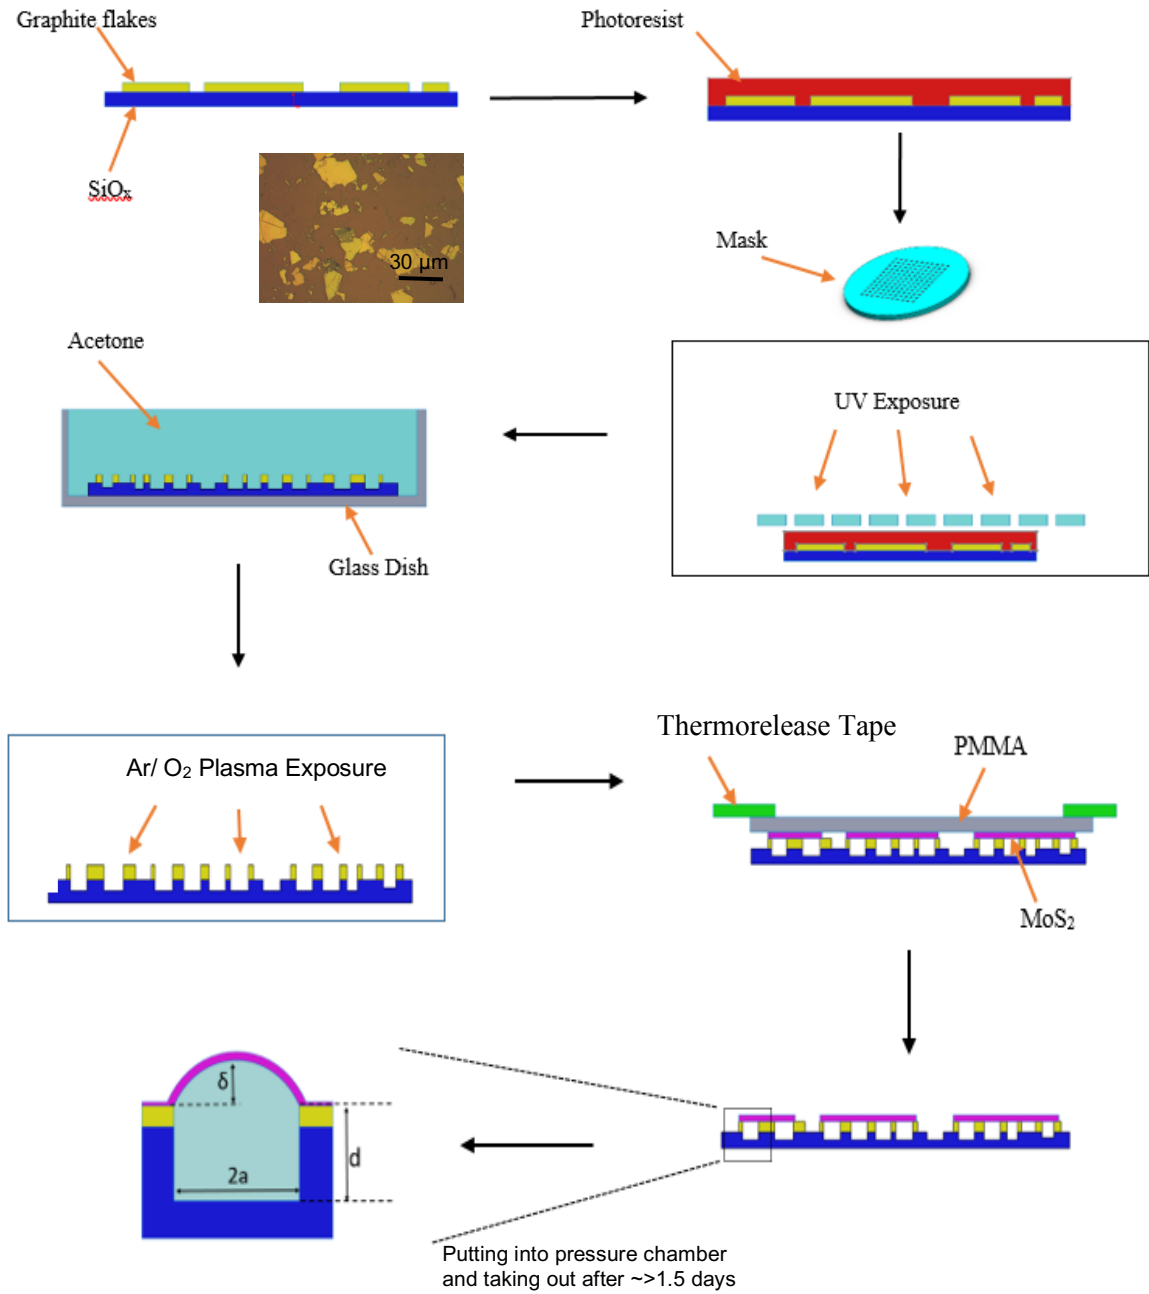 Graphite flakes
Photoresist
SiOₓ
30 µm
Mask
Acetone
UV Exposure
Glass Dish
Thermorelease Tape
PMMA
Ar/ O₂ Plasma Exposure
MoS₂
δ
d
2a
Putting into pressure chamber
and taking out after ~>1.5 days